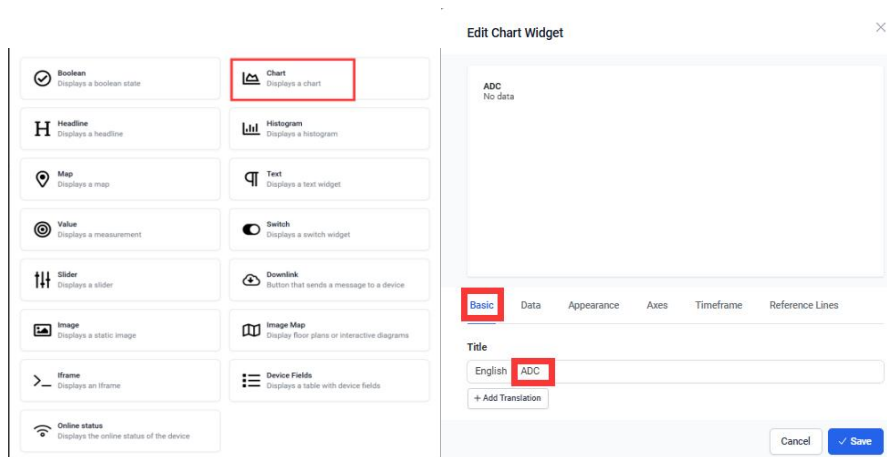 Boolean
Displays a boolean state
Chart
Displays a chart
Headline
Displays a headline
Histogram
Displays a histogram
Map
Displays a map
Text
Displays a text widget
Value
Displays a measurement
Switch
Displays a switch widget
Slider
Displays a slider
Downlink
Button that sends a message to a device
Image
Displays a static image
Image Map
Display floor plans or interactive diagrams
Iframe
Displays an Iframe
Device Fields
Displays a table with device fields
Online status
Displays the online status of the device
Edit Chart Widget
ADC
No data
Basic Data Appearance Axes Timeframe Reference Lines
Title
English ADC
+ Add Translation
Cancel ✓ Save